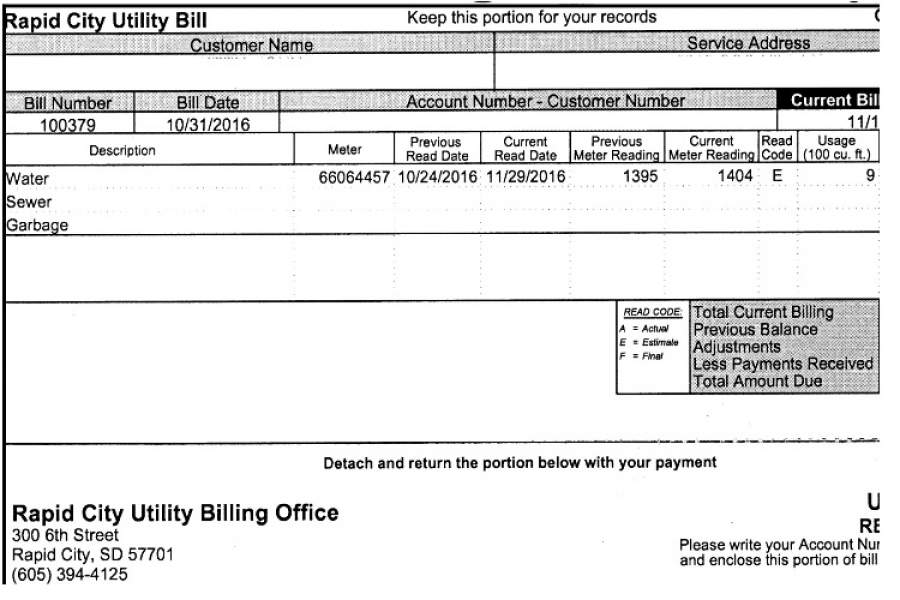 Rapid City Utility Bill Keep this portion for your records
Customer Name Service Address
Bill Number Bill Date Account Number - Customer Number Current Bil
100379 10/31/2016 11/1
Description Meter Previous Read Date Current Read Date Previous Meter Reading Current Meter Reading Read Code Usage (100 cu. ft.)
Water 66064457 10/24/2016 11/29/2016 1395 1404 E 9
Sewer
Garbage
READ CODE:
A = Actual
E = Estimate
F = Final
Total Current Billing
Previous Balance
Adjustments
Less Payments Received
Total Amount Due
Detach and return the portion below with your payment
Rapid City Utility Billing Office
300 6th Street
Rapid City, SD 57701
(605) 394-4125
U
RE
Please write your Account Nu
and enclose this portion of bill